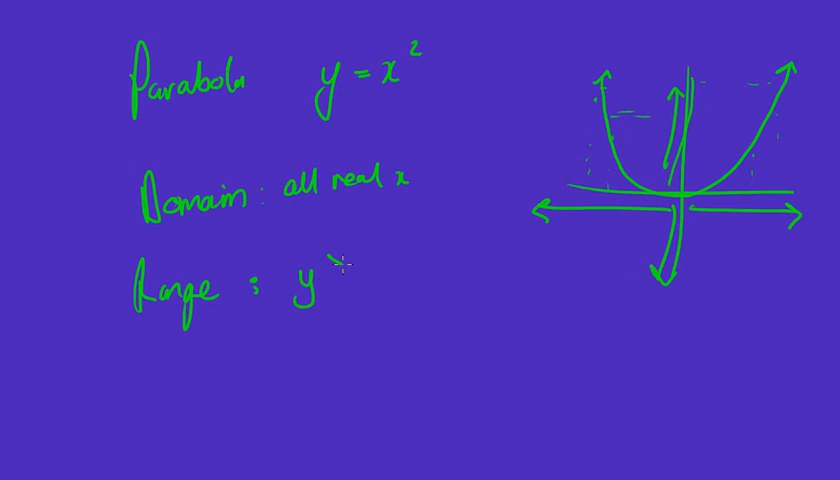 Parabola y = x²
Domain : all real x
Range : y